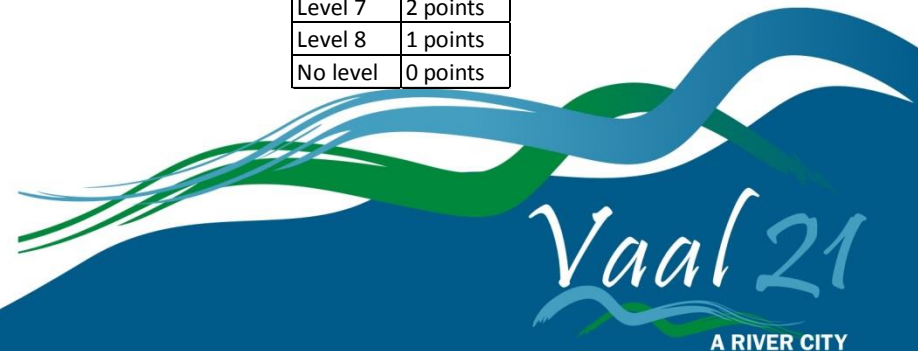 Level 7 2 points
Level 8 1 points
No level 0 points
Vaal 21
A RIVER CITY